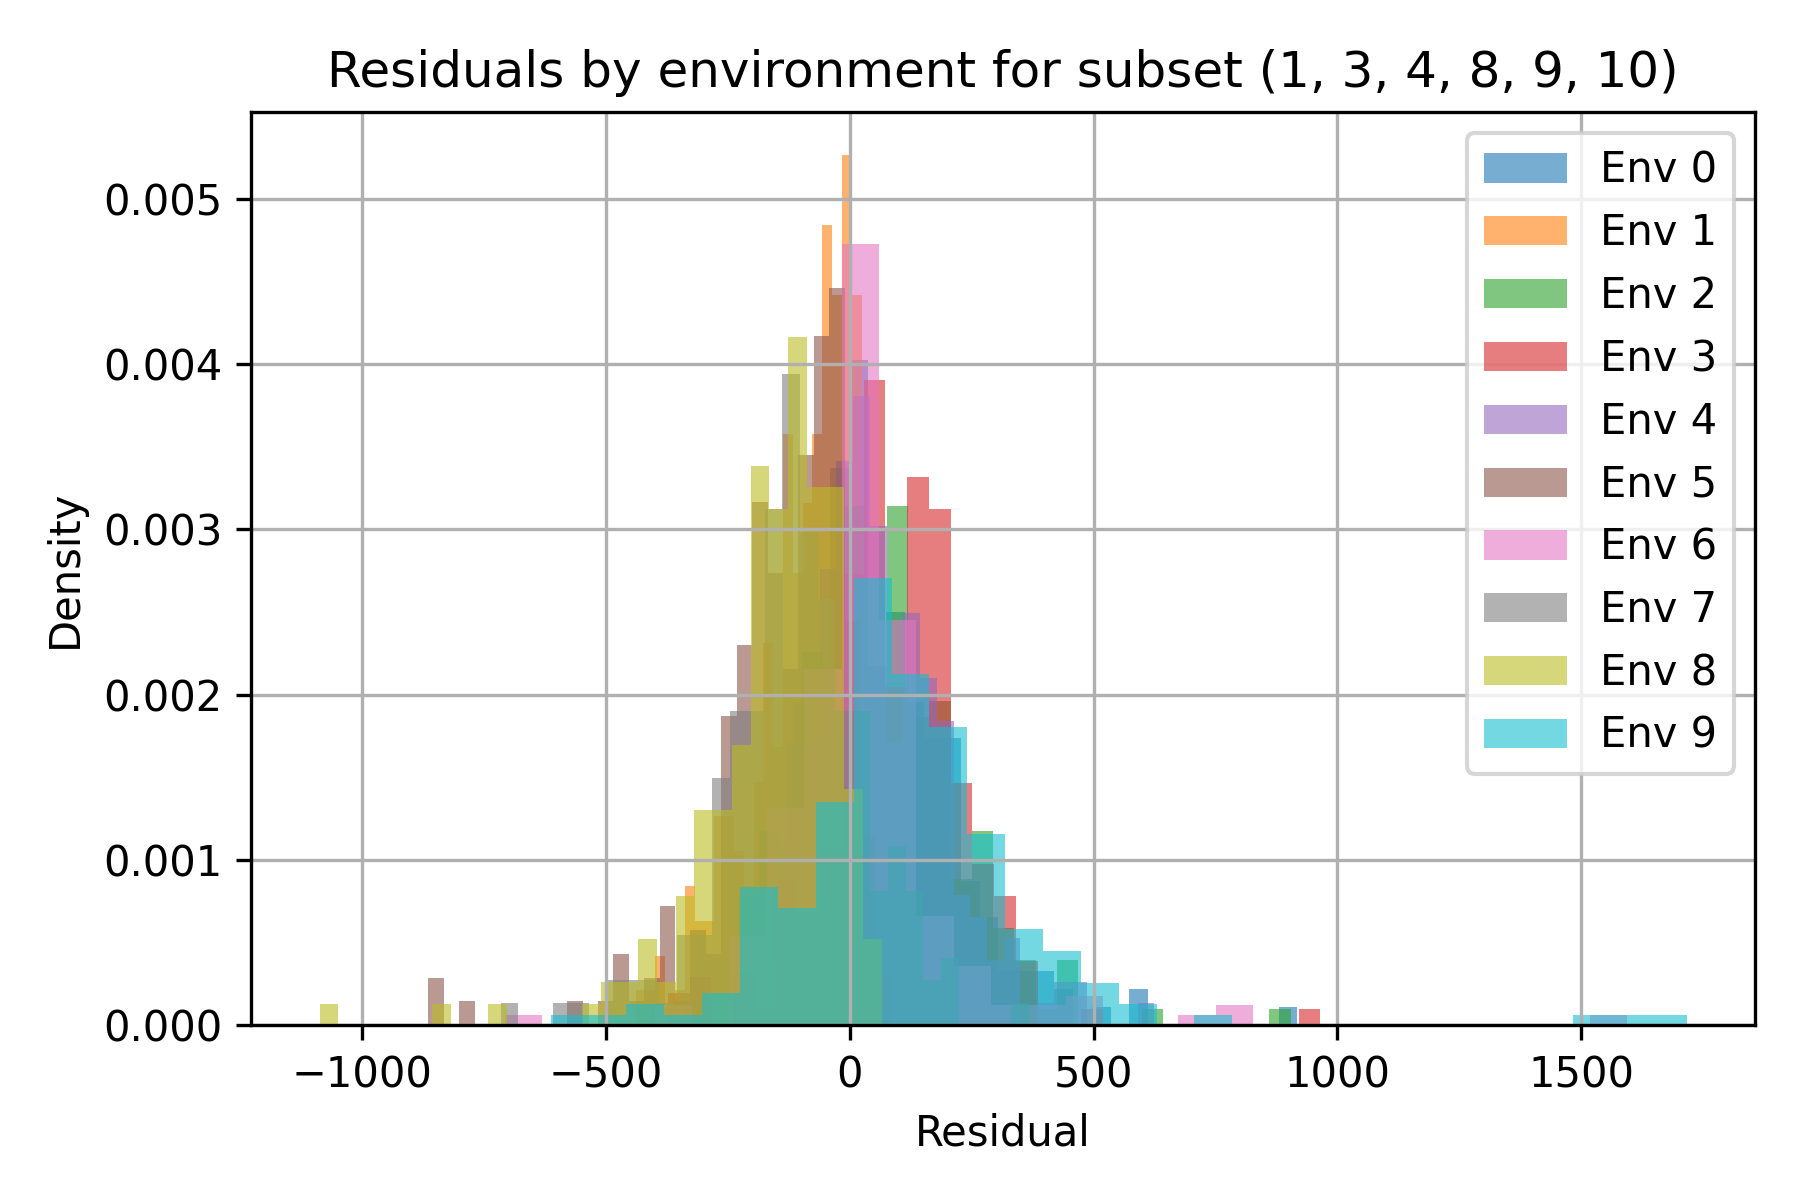 Residuals by environment for subset (1, 3, 4, 8, 9, 10)
Density
0.005
0.004
0.003
0.002
0.001
0.000
−1000
−500
0
500
1000
1500
Residual
Env 0
Env 1
Env 2
Env 3
Env 4
Env 5
Env 6
Env 7
Env 8
Env 9